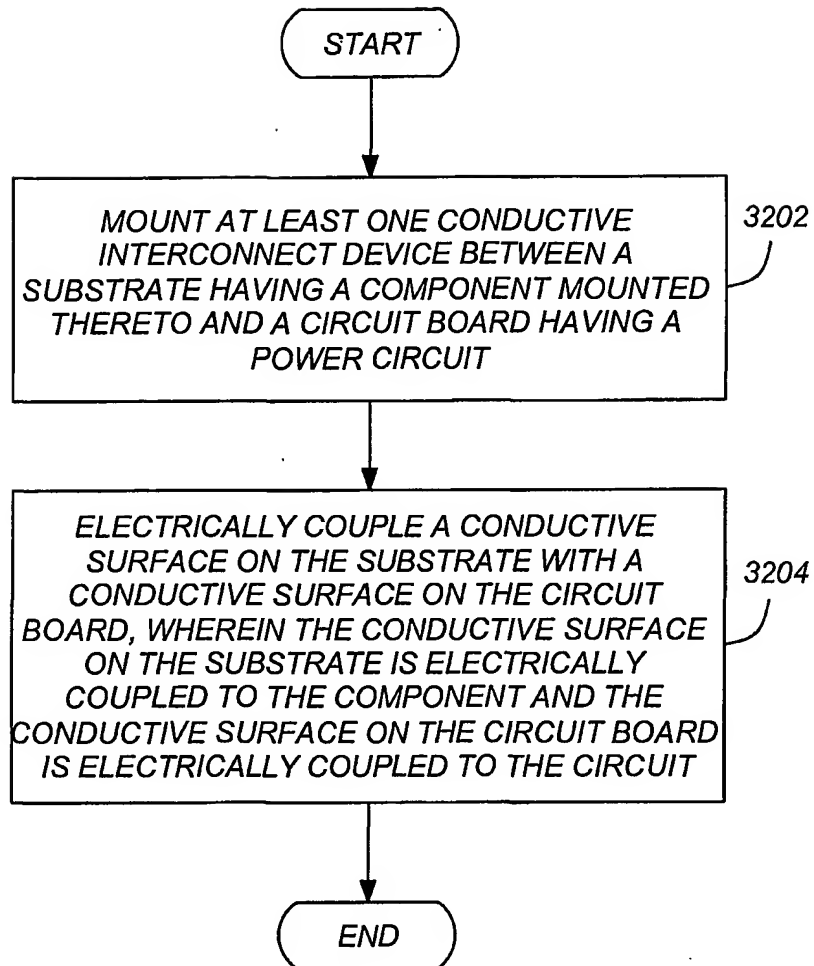 START
MOUNT AT LEAST ONE CONDUCTIVE
INTERCONNECT DEVICE BETWEEN A
SUBSTRATE HAVING A COMPONENT MOUNTED
THERETO AND A CIRCUIT BOARD HAVING A
POWER CIRCUIT
3202
ELECTRICALLY COUPLE A CONDUCTIVE
SURFACE ON THE SUBSTRATE WITH A
CONDUCTIVE SURFACE ON THE CIRCUIT
BOARD, WHEREIN THE CONDUCTIVE SURFACE
ON THE SUBSTRATE IS ELECTRICALLY
COUPLED TO THE COMPONENT AND THE
CONDUCTIVE SURFACE ON THE CIRCUIT BOARD
IS ELECTRICALLY COUPLED TO THE CIRCUIT
3204
END